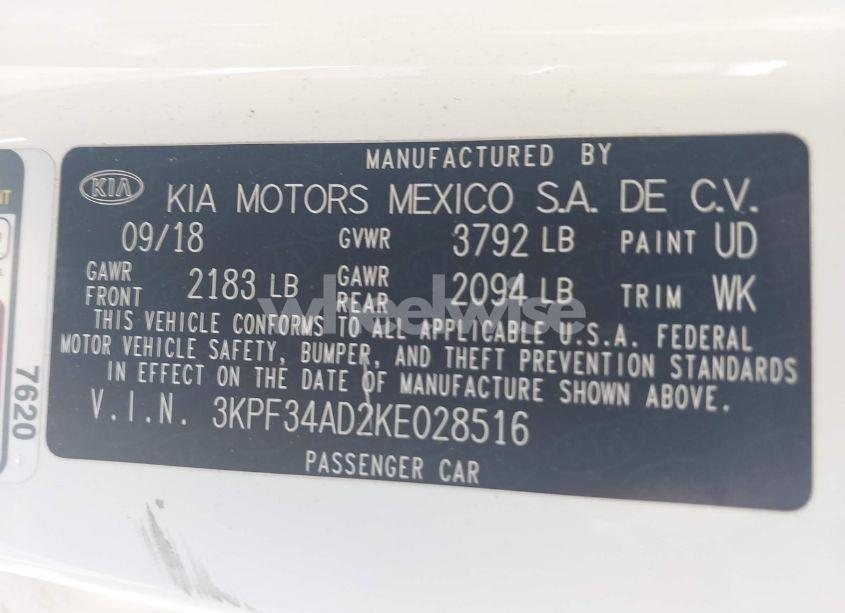 MANUFACTURED BY
KIA KIA MOTORS MEXICO S.A. DE C.V.
09/18 GVWR 3792 LB PAINT UD
GAWR FRONT 2183 LB GAWR REAR 2094 LB TRIM WK
THIS VEHICLE CONFORMS TO ALL APPLICABLE U.S.A. FEDERAL
MOTOR VEHICLE SAFETY, BUMPER, AND THEFT PREVENTION STANDARDS
IN EFFECT ON THE DATE OF MANUFACTURE SHOWN ABOVE.
V.I.N. 3KPF34AD2KE028516
PASSENGER CAR
7620
wheelwise